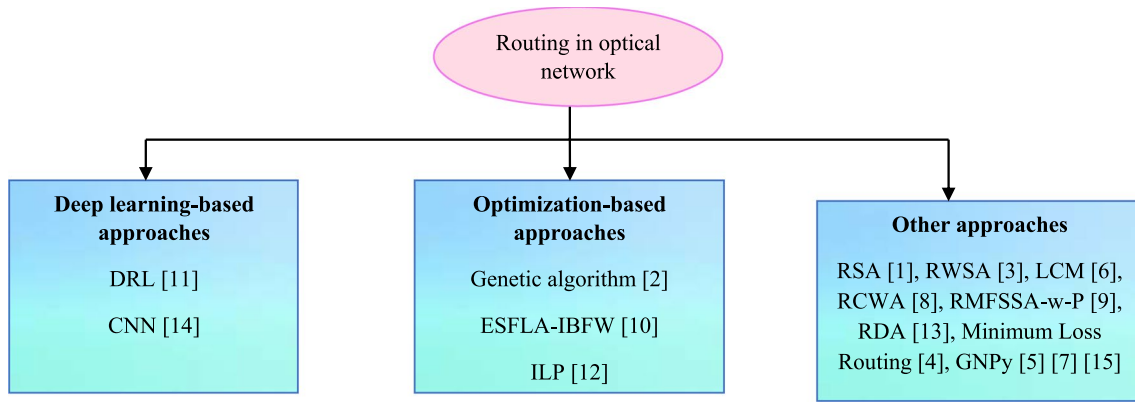 Routing in optical
network
Deep learning-based
approaches
DRL [11]
CNN [14]
Optimization-based
approaches
Genetic algorithm [2]
ESFLA-IBFW [10]
ILP [12]
Other approaches
RSA [1], RWSA [3], LCM [6],
RCWA [8], RMFSSA-w-P [9],
RDA [13], Minimum Loss
Routing [4], GNPy [5] [7] [15]